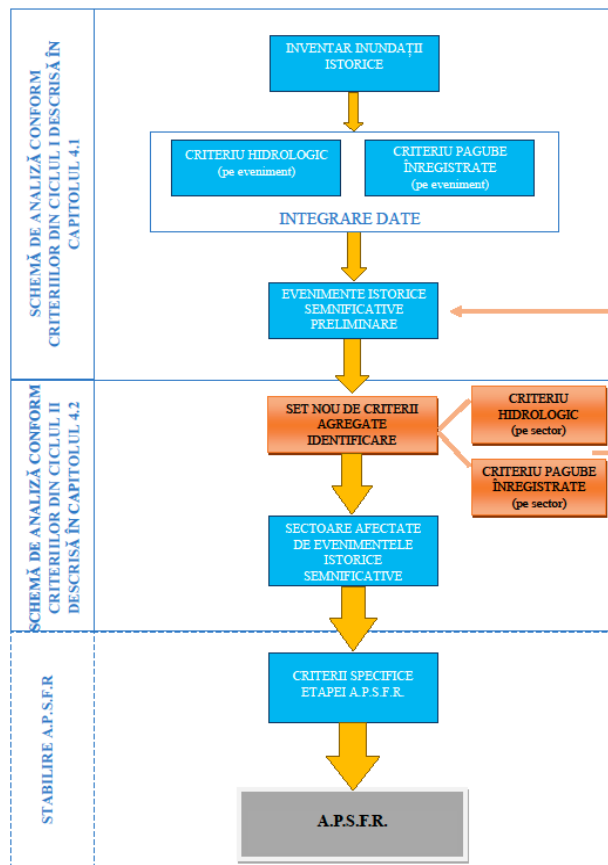 SCHEMĂ DE ANALIZĂ CONFORM
CRITERIILOR DIN CICLUL I DESCRISĂ ÎN
CAPITOLUL 4.1
INVENTAR INUNDAȚII
ISTORICE
CRITERIU HIDROLOGIC
(pe eveniment)
CRITERIU PAGUBE
ÎNREGISTRATE
(pe eveniment)
INTEGRARE DATE
EVENIMENTE ISTORICE
SEMNIFICATIVE
PRELIMINARE
SCHEMĂ DE ANALIZĂ CONFORM
CRITERIILOR DIN CICLUL II
DESCRISĂ ÎN CAPITOLUL 4.2
SET NOU DE CRITERII
AGREGATE
IDENTIFICARE
CRITERIU
HIDROLOGIC
(pe sector)
CRITERIU PAGUBE
ÎNREGISTRATE
(pe sector)
SECTOARE AFECTATE
DE EVENIMENTELE
ISTORICE
SEMNIFICATIVE
STABILIRE A.P.S.F.R
CRITERII SPECIFICE
ETAPEI A.P.S.F.R.
A.P.S.F.R.